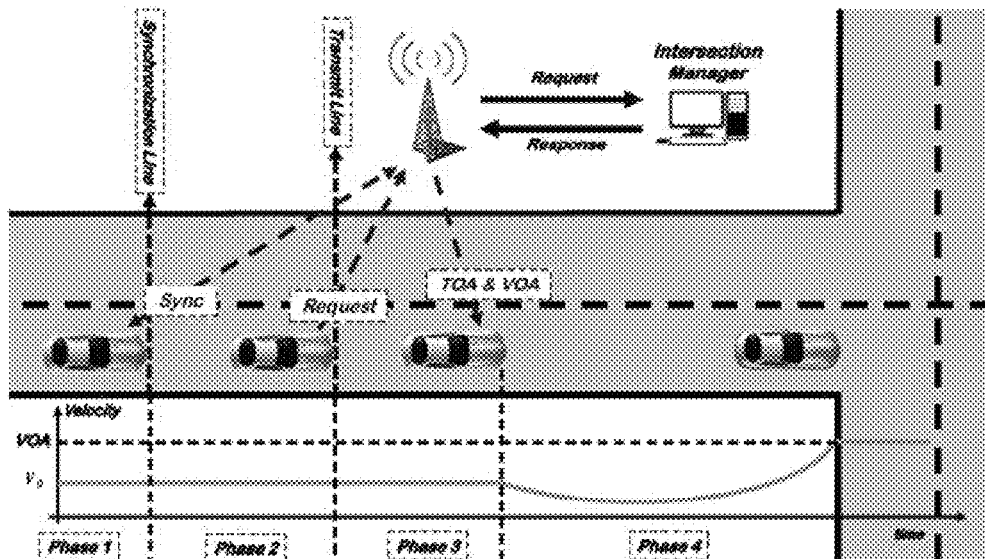 Synchronization Line
Transmit Line
Intersection
Manager
Request
Response
Sync
Request
TOA & VOA
Velocity
VOA
V0
time
Phase 1
Phase 2
Phase 3
Phase 4